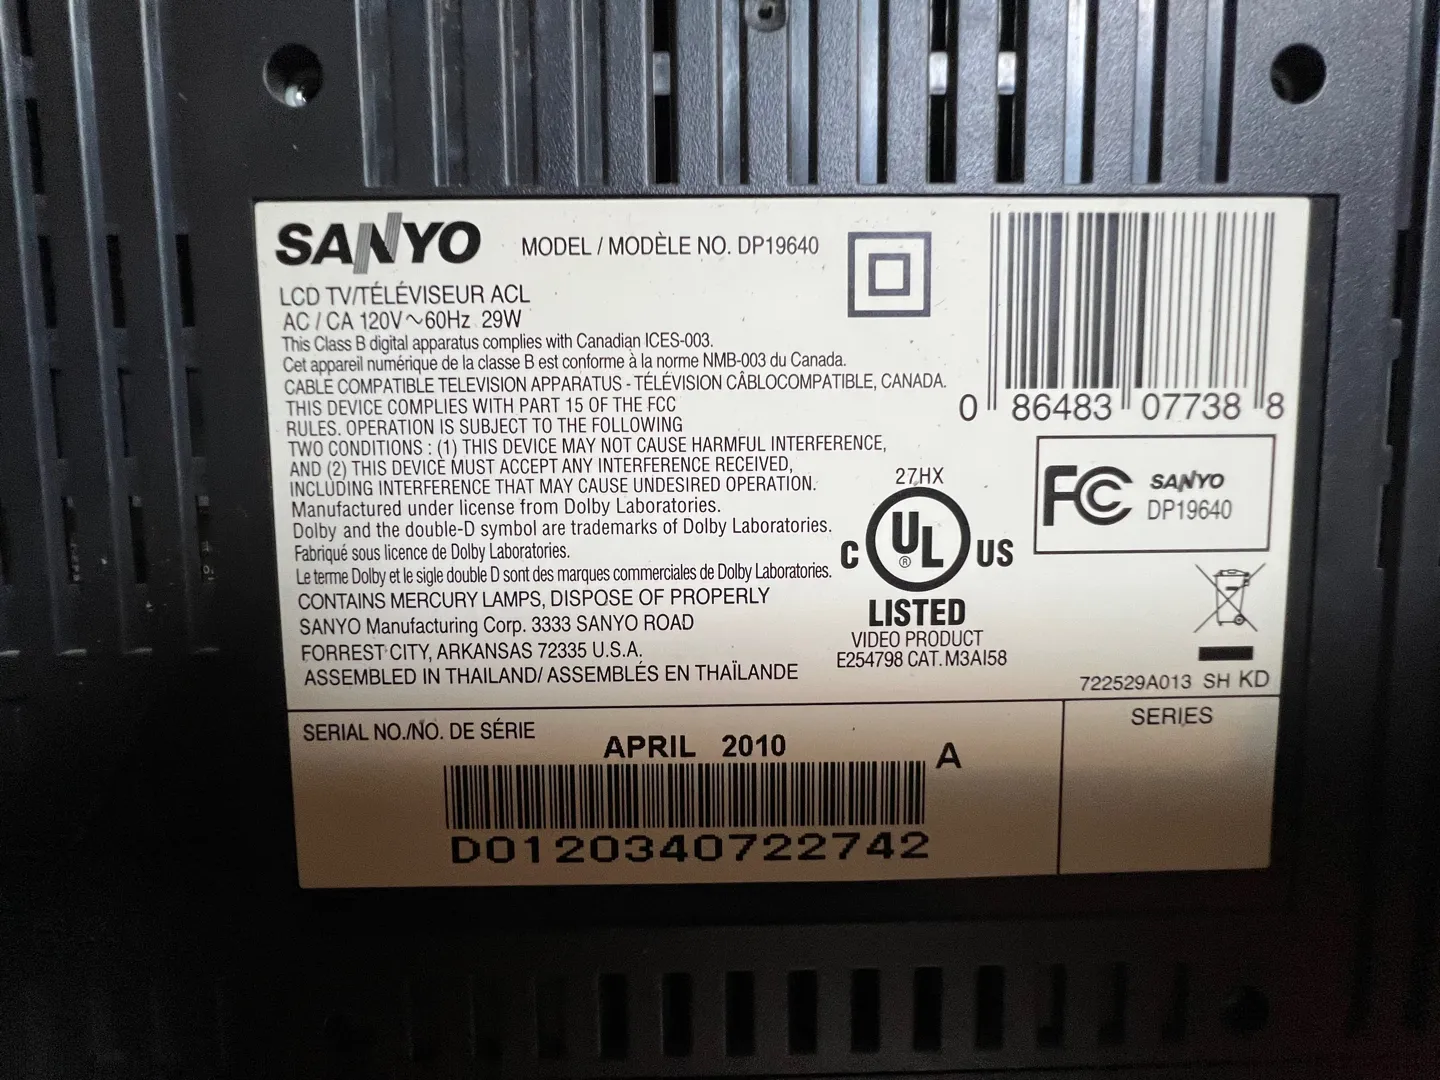 SANYO MODEL / MODÈLE NO. DP19640
LCD TV/TÉLÉVISEUR ACL
AC / CA 120V~60Hz 29W
This Class B digital apparatus complies with Canadian ICES-003.
Cet appareil numérique de la classe B est conforme à la norme NMB-003 du Canada.
CABLE COMPATIBLE TELEVISION APPARATUS - TÉLÉVISION CÂBLOCOMPATIBLE, CANADA.
THIS DEVICE COMPLIES WITH PART 15 OF THE FCC
RULES. OPERATION IS SUBJECT TO THE FOLLOWING
TWO CONDITIONS : (1) THIS DEVICE MAY NOT CAUSE HARMFUL INTERFERENCE,
AND (2) THIS DEVICE MUST ACCEPT ANY INTERFERENCE RECEIVED,
INCLUDING INTERFERENCE THAT MAY CAUSE UNDESIRED OPERATION.
Manufactured under license from Dolby Laboratories.
Dolby and the double-D symbol are trademarks of Dolby Laboratories.
Fabriqué sous licence de Dolby Laboratories.
Le terme Dolby et le sigle double D sont des marques commerciales de Dolby Laboratories.
CONTAINS MERCURY LAMPS, DISPOSE OF PROPERLY
SANYO Manufacturing Corp. 3333 SANYO ROAD
FORREST CITY, ARKANSAS 72335 U.S.A.
ASSEMBLED IN THAILAND/ ASSEMBLÉS EN THAÏLANDE
0 86483 07738 8
27HX
C UL ® US
LISTED
VIDEO PRODUCT
E254798 CAT. M3AI58
FC SANYO
DP19640
722529A013 SH KD
SERIAL NO./NO. DE SÉRIE
APRIL 2010
A
D0120340722742
SERIES